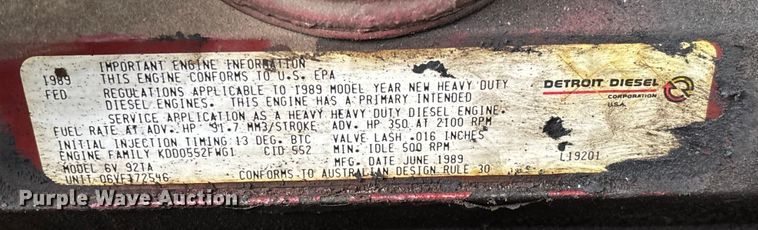 IMPORTANT ENGINE INFORMATION
1989 THIS ENGINE CONFORMS TO U.S. EPA
FED REGULATIONS APPLICABLE TO 1989 MODEL YEAR NEW HEAVY DUTY
DIESEL ENGINES. THIS ENGINE HAS A PRIMARY INTENDED
SERVICE APPLICATION AS A HEAVY HEAVY DUTY DIESEL ENGINE.
FUEL RATE AT ADV. HP 91.7 MM3/STROKE ADV. HP 350 AT 2100 RPM
INITIAL INJECTION TIMING 13 DEG. BTC VALVE LASH .016 INCHES
ENGINE FAMILY KDD0552FWG1 CID 552 MIN. IDLE 500 RPM
MODEL 6V 92TA MFG. DATE JUNE 1989
UNIT 06VF172546 CONFORMS TO AUSTRALIAN DESIGN RULE 30
DETROIT DIESEL
CORPORATION
U.S.A.
L19201
Purple Wave Auction